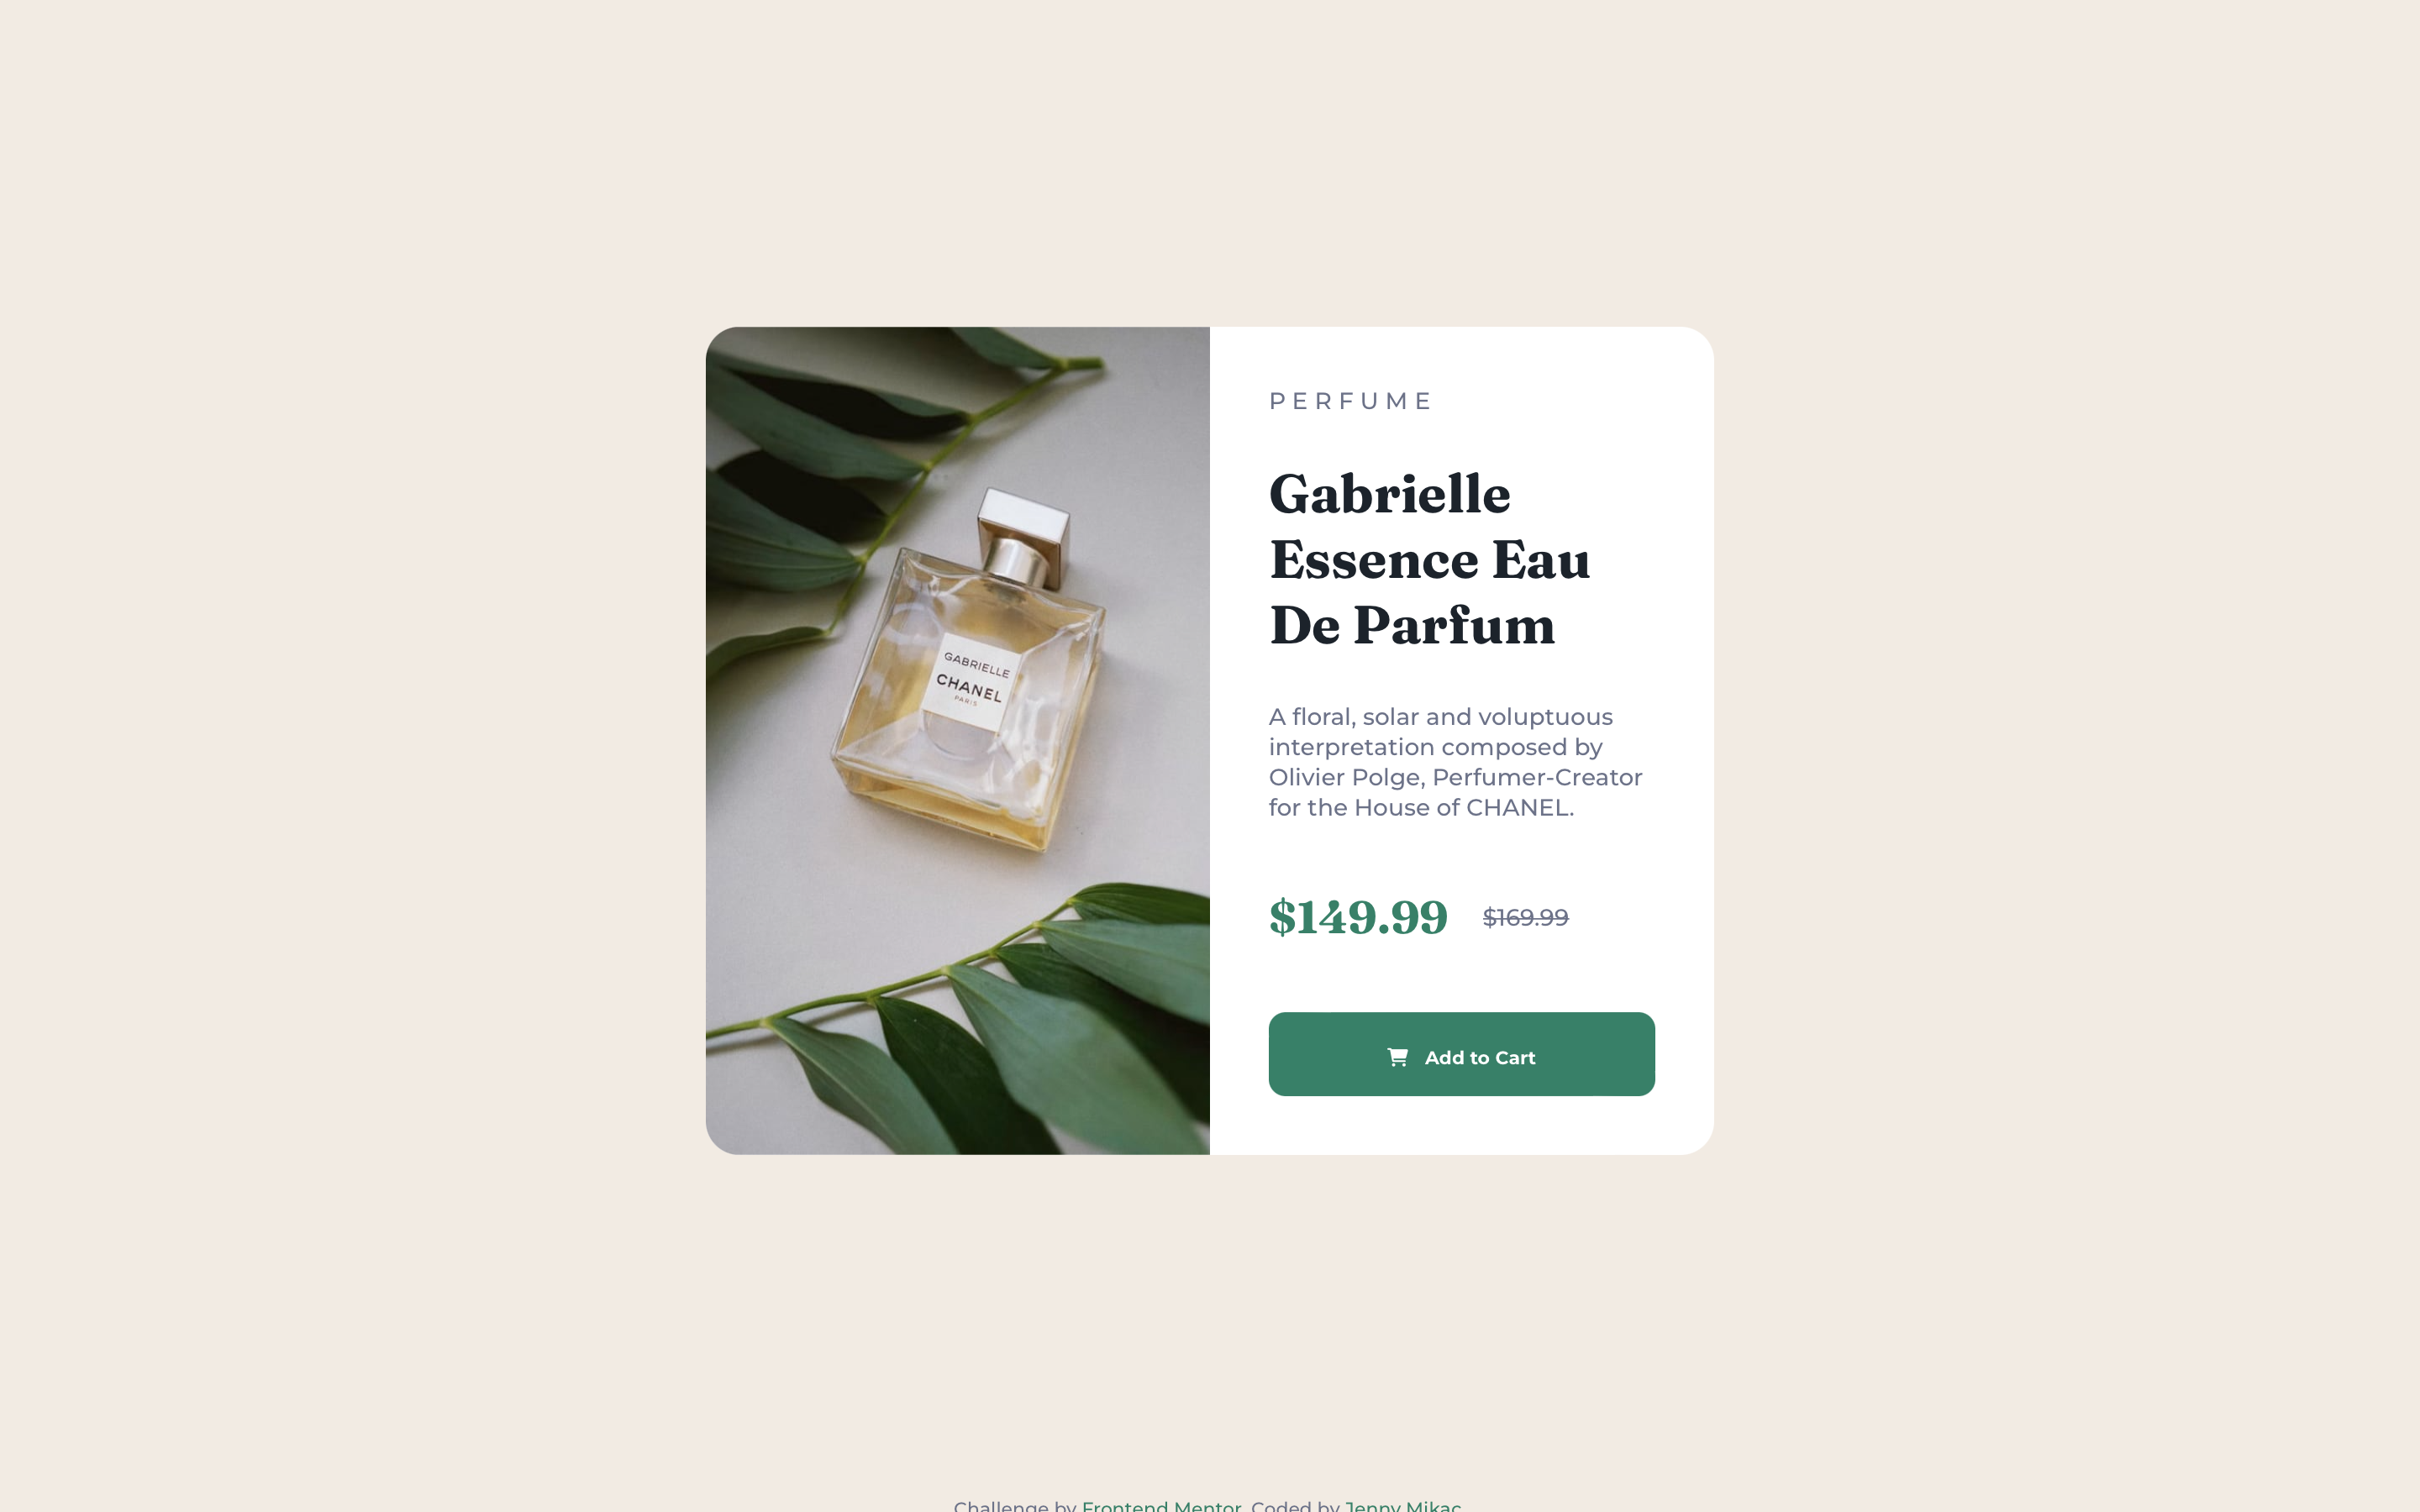 GABRIELLE
CHANEL
PARIS
PERFUME
Gabrielle
Essence Eau
De Parfum
A floral, solar and voluptuous
interpretation composed by
Olivier Polge, Perfumer-Creator
for the House of CHANEL.
$149.99 $169.99
Add to Cart
Challenge by Frontend Mentor. Coded by Jenny Mikac.